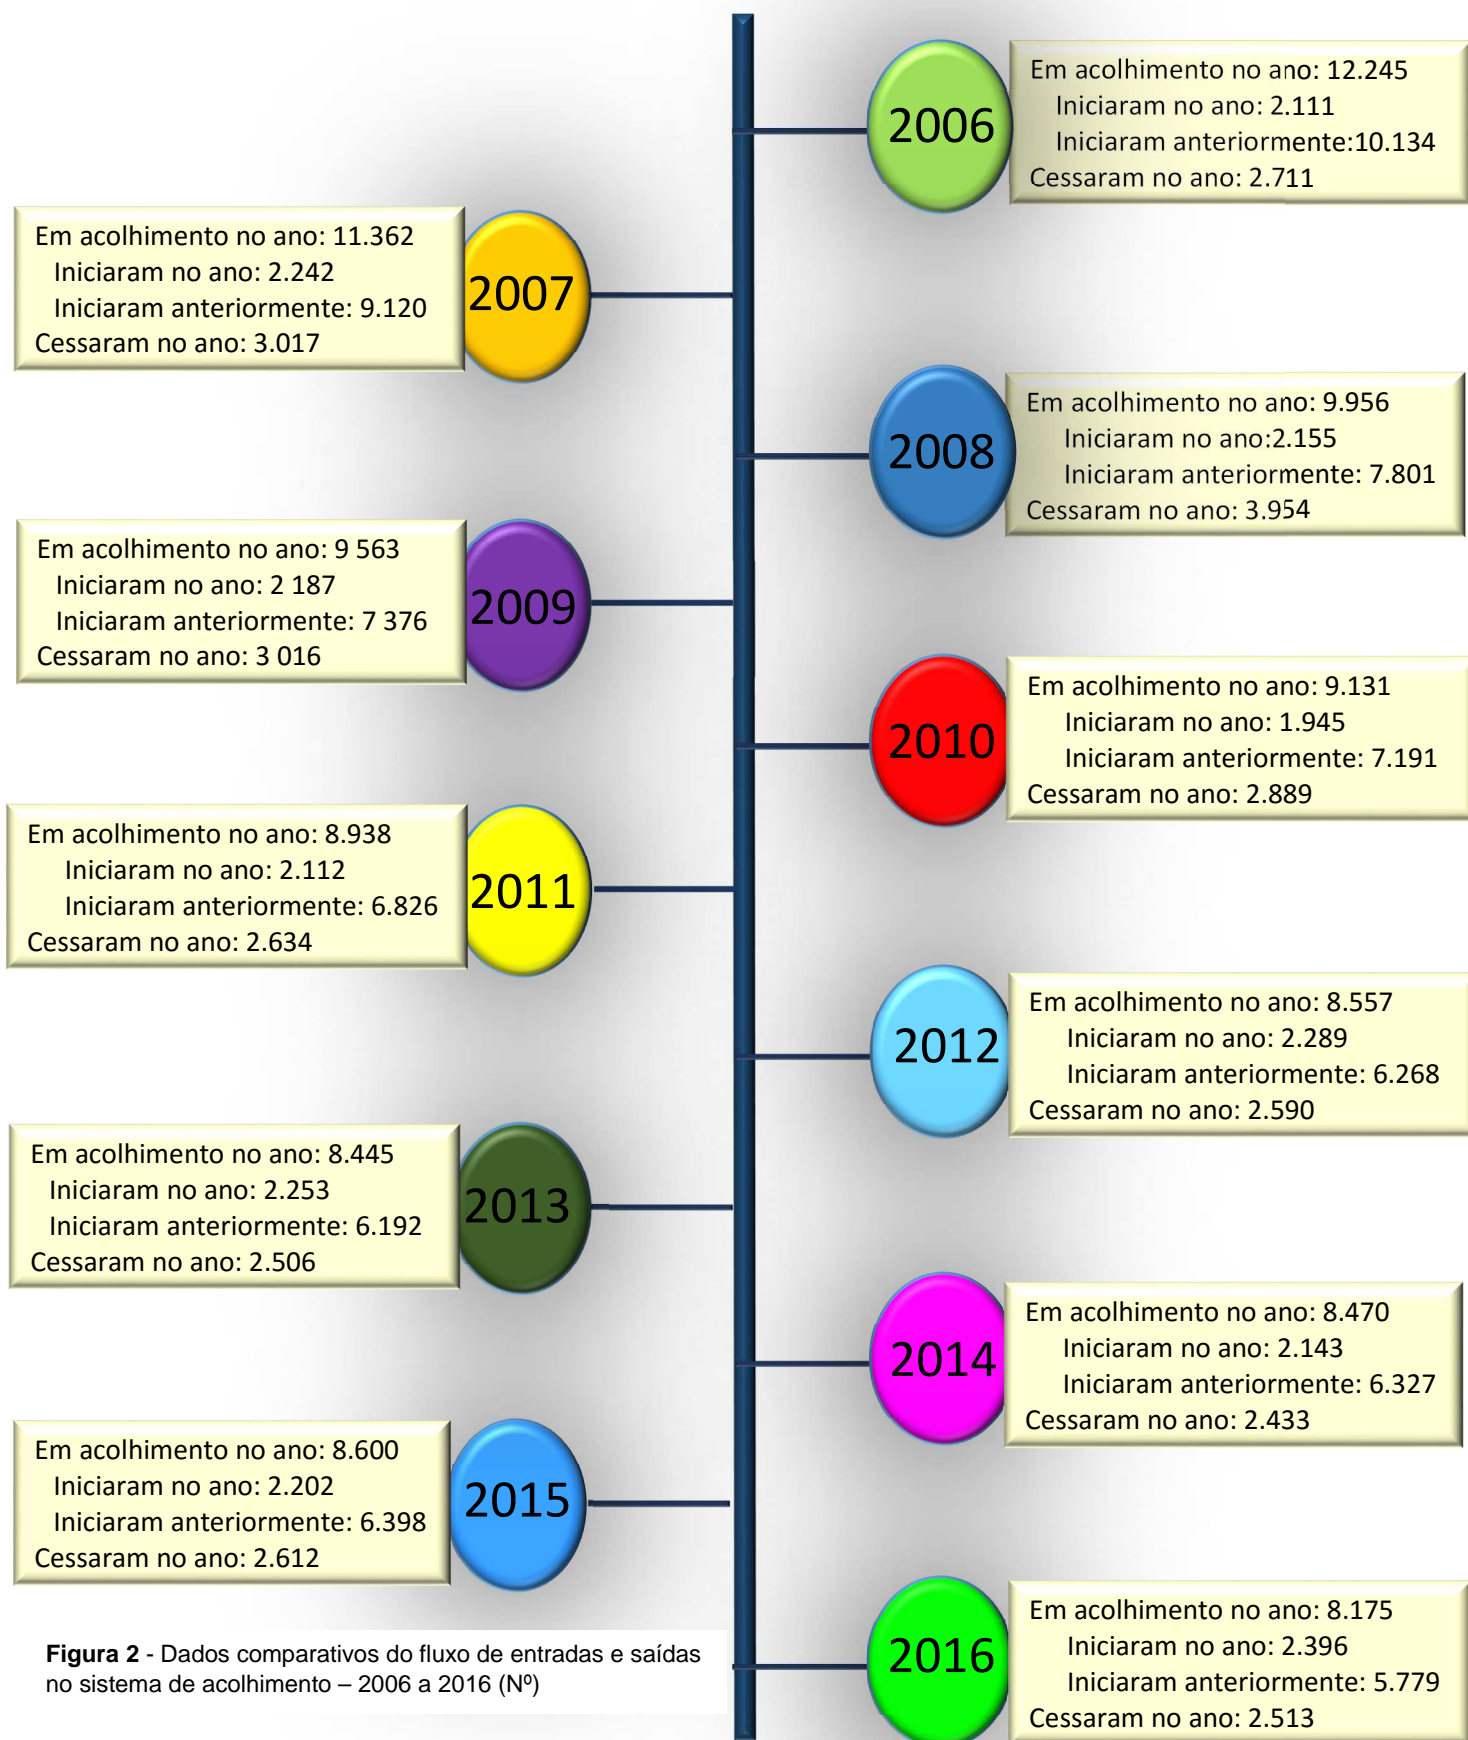 2006
Em acolhimento no ano: 12.245
Iniciaram no ano: 2.111
Iniciaram anteriormente:10.134
Cessaram no ano: 2.711
Em acolhimento no ano: 11.362
Iniciaram no ano: 2.242
Iniciaram anteriormente: 9.120
Cessaram no ano: 3.017
2007
2008
Em acolhimento no ano: 9.956
Iniciaram no ano:2.155
Iniciaram anteriormente: 7.801
Cessaram no ano: 3.954
Em acolhimento no ano: 9 563
Iniciaram no ano: 2 187
Iniciaram anteriormente: 7 376
Cessaram no ano: 3 016
2009
2010
Em acolhimento no ano: 9.131
Iniciaram no ano: 1.945
Iniciaram anteriormente: 7.191
Cessaram no ano: 2.889
Em acolhimento no ano: 8.938
Iniciaram no ano: 2.112
Iniciaram anteriormente: 6.826
Cessaram no ano: 2.634
2011
2012
Em acolhimento no ano: 8.557
Iniciaram no ano: 2.289
Iniciaram anteriormente: 6.268
Cessaram no ano: 2.590
Em acolhimento no ano: 8.445
Iniciaram no ano: 2.253
Iniciaram anteriormente: 6.192
Cessaram no ano: 2.506
2013
2014
Em acolhimento no ano: 8.470
Iniciaram no ano: 2.143
Iniciaram anteriormente: 6.327
Cessaram no ano: 2.433
Em acolhimento no ano: 8.600
Iniciaram no ano: 2.202
Iniciaram anteriormente: 6.398
Cessaram no ano: 2.612
2015
2016
Em acolhimento no ano: 8.175
Iniciaram no ano: 2.396
Iniciaram anteriormente: 5.779
Cessaram no ano: 2.513
Figura 2 - Dados comparativos do fluxo de entradas e saídas
no sistema de acolhimento – 2006 a 2016 (Nº)